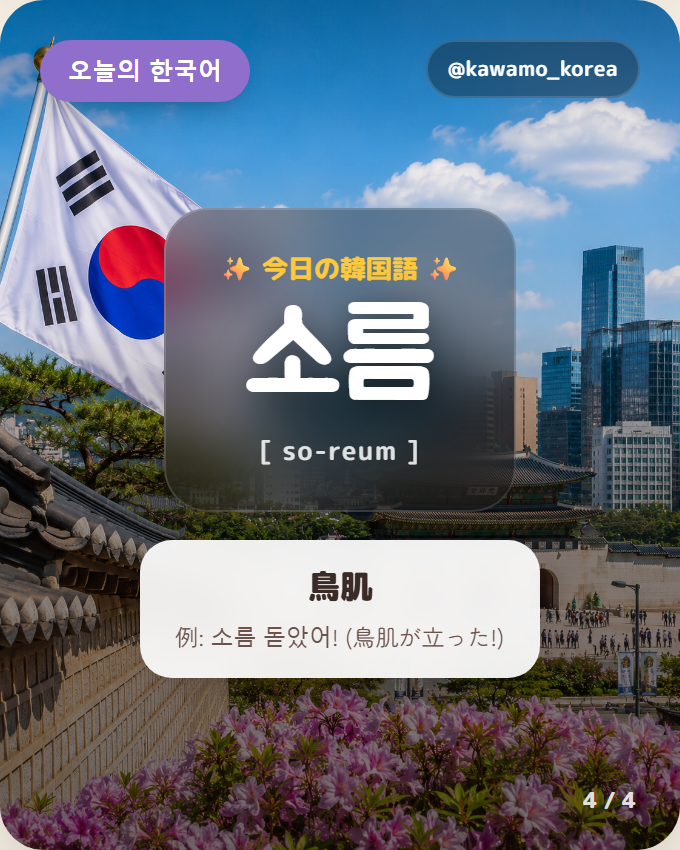 오늘의 한국어
@kawamo_korea
✨ 今日の韓国語 ✨
소름
[ so-reum ]
鳥肌
例: 소름 돋았어! (鳥肌が立った!)
4 / 4